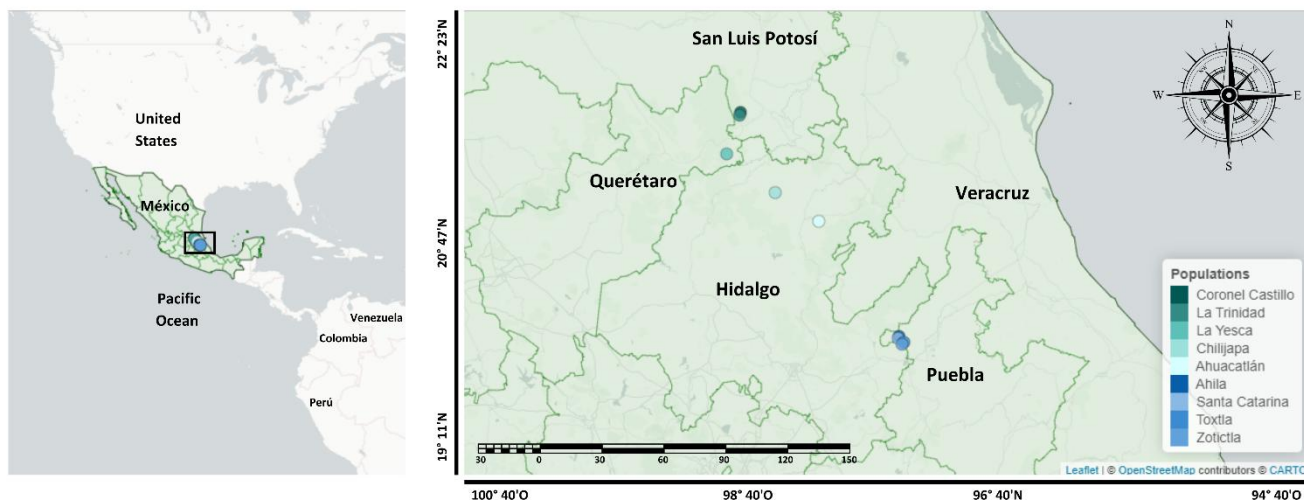 United
States
México
Pacific
Ocean
Venezuela
Colombia
Perú
22° 23'N
20° 47'N
19° 11'N
San Luis Potosí
Querétaro
Veracruz
Hidalgo
Puebla
N
W
E
S
Populations
Coronel Castillo
La Trinidad
La Yesca
Chilijapa
Ahuacatlán
Ahila
Santa Catarina
Toxtla
Zotictla
30 0 30 60 90 120 150
Leaflet | © OpenStreetMap contributors © CARTO
100° 40'O
98° 40'O
96° 40'N
94° 40'O